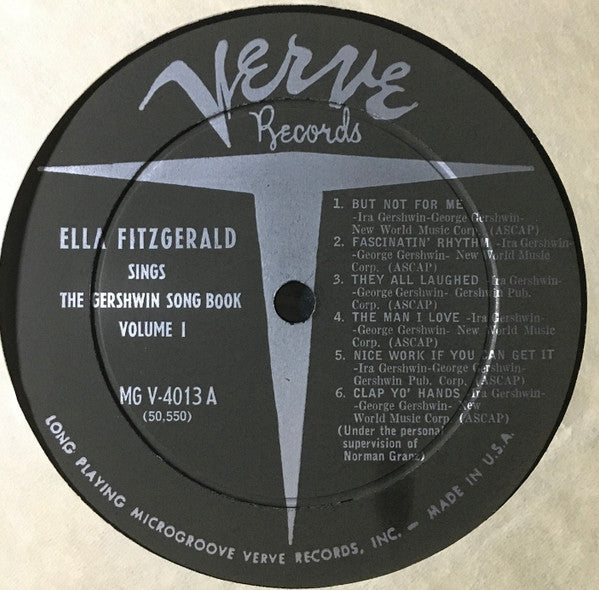 Verve
Records
ELLA FITZGERALD
SINGS
THE GERSHWIN SONG BOOK
VOLUME 1
MG V-4013 A
(50,550)
1. BUT NOT FOR ME
-Ira Gershwin-George Gershwin-
New World Music Corp. (ASCAP)
2. FASCINATIN' RHYTHM -Ira Gershwin-
-George Gershwin- New World Music
Corp. (ASCAP)
3. THEY ALL LAUGHED -Ira Gershwin-
-George Gershwin- Gershwin Pub.
Corp. (ASCAP)
4. THE MAN I LOVE -Ira Gershwin-
-George Gershwin- New World Music
Corp. (ASCAP)
5. NICE WORK IF YOU CAN GET IT
-Ira Gershwin-George Gershwin-
Gershwin Pub. Corp. (ASCAP)
6. CLAP YO' HANDS -Ira Gershwin-
-George Gershwin- New
World Music Corp. (ASCAP)
(Under the personal
supervision of
Norman Granz)
LONG PLAYING MICROGROOVE VERVE RECORDS, INC. — MADE IN U.S.A.